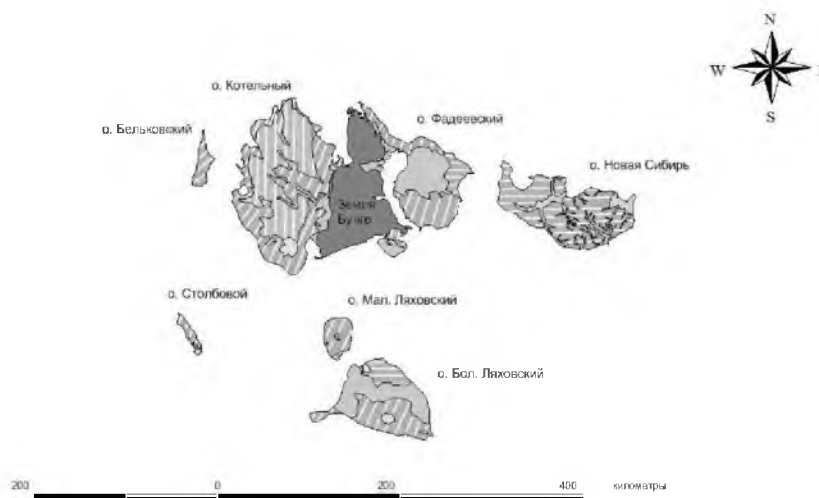 N
о. Котельный
W
E
о. Фадеевский
о. Бельковский
S
о. Новая Сибирь
Земля
Бунге
о. Столбовой
о. Мал. Ляховский
о. Бол. Ляховский
200 0 200 400 километры